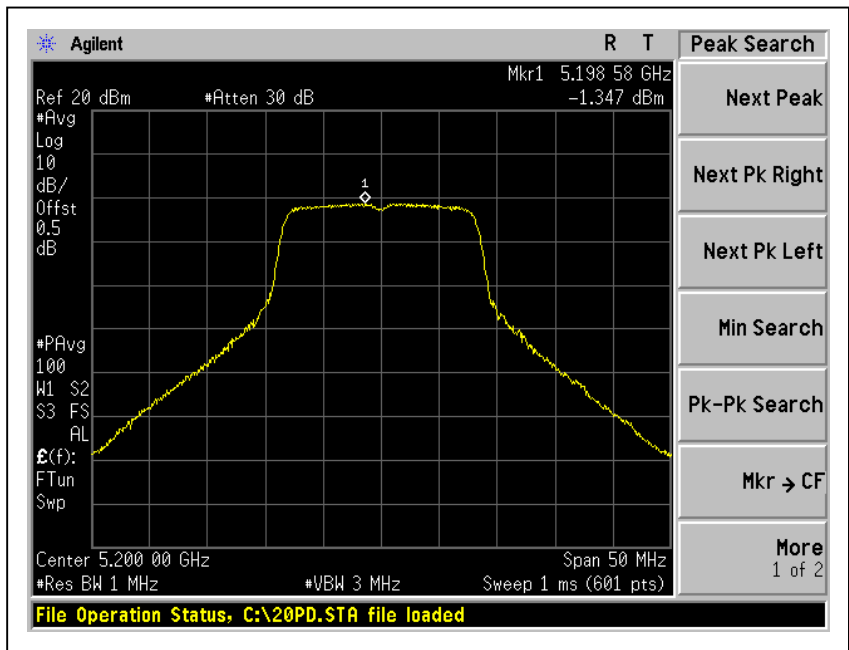 Agilent R T Peak Search
Mkr1 5.198 58 GHz
Ref 20 dBm #Atten 30 dB -1.347 dBm
#Avg
Log
10
dB/
Offst
0.5
dB
1
#PAvg
100
W1 S2
S3 FS
AL
£(f):
FTun
Swp
Center 5.200 00 GHz Span 50 MHz
#Res BW 1 MHz #VBW 3 MHz Sweep 1 ms (601 pts)
File Operation Status, C:\20PD.STA file loaded
Next Peak
Next Pk Right
Next Pk Left
Min Search
Pk-Pk Search
Mkr → CF
More
1 of 2